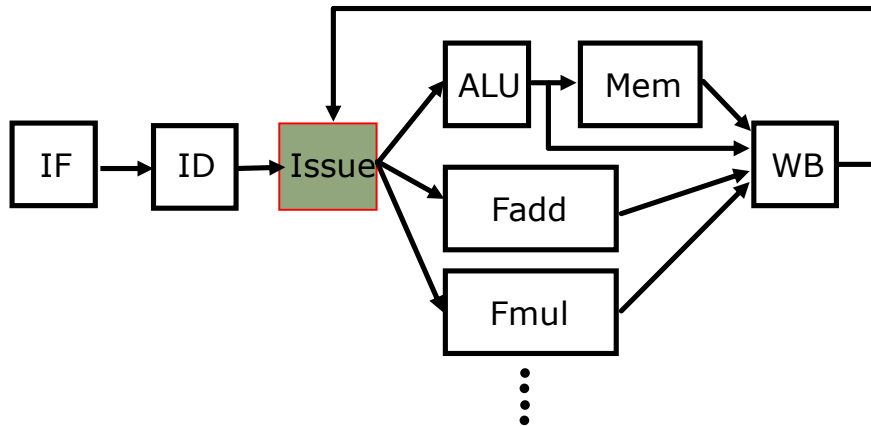 IF
ID
Issue
ALU
Mem
Fadd
Fmul
WB